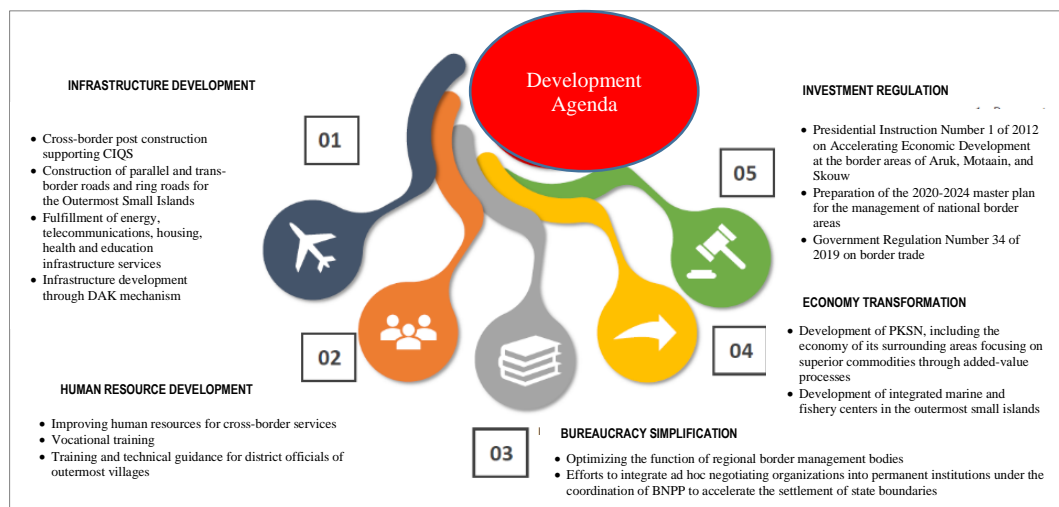 Development
Agenda
INFRASTRUCTURE DEVELOPMENT
01
• Cross-border post construction
supporting CIQS
• Construction of parallel and trans-
border roads and ring roads for
the Outermost Small Islands
• Fulfillment of energy,
telecommunications, housing,
health and education
infrastructure services
• Infrastructure development
through DAK mechanism
02
HUMAN RESOURCE DEVELOPMENT
• Improving human resources for cross-border services
• Vocational training
• Training and technical guidance for district officials of
outermost villages
03
BUREAUCRACY SIMPLIFICATION
• Optimizing the function of regional border management bodies
• Efforts to integrate ad hoc negotiating organizations into permanent institutions under the
coordination of BNPP to accelerate the settlement of state boundaries
04
ECONOMY TRANSFORMATION
• Development of PKSN, including the
economy of its surrounding areas focusing on
superior commodities through added-value
processes
• Development of integrated marine and
fishery centers in the outermost small islands
05
INVESTMENT REGULATION
• Presidential Instruction Number 1 of 2012
on Accelerating Economic Development
at the border areas of Aruk, Motaain, and
Skouw
• Preparation of the 2020-2024 master plan
for the management of national border
areas
• Government Regulation Number 34 of
2019 on border trade